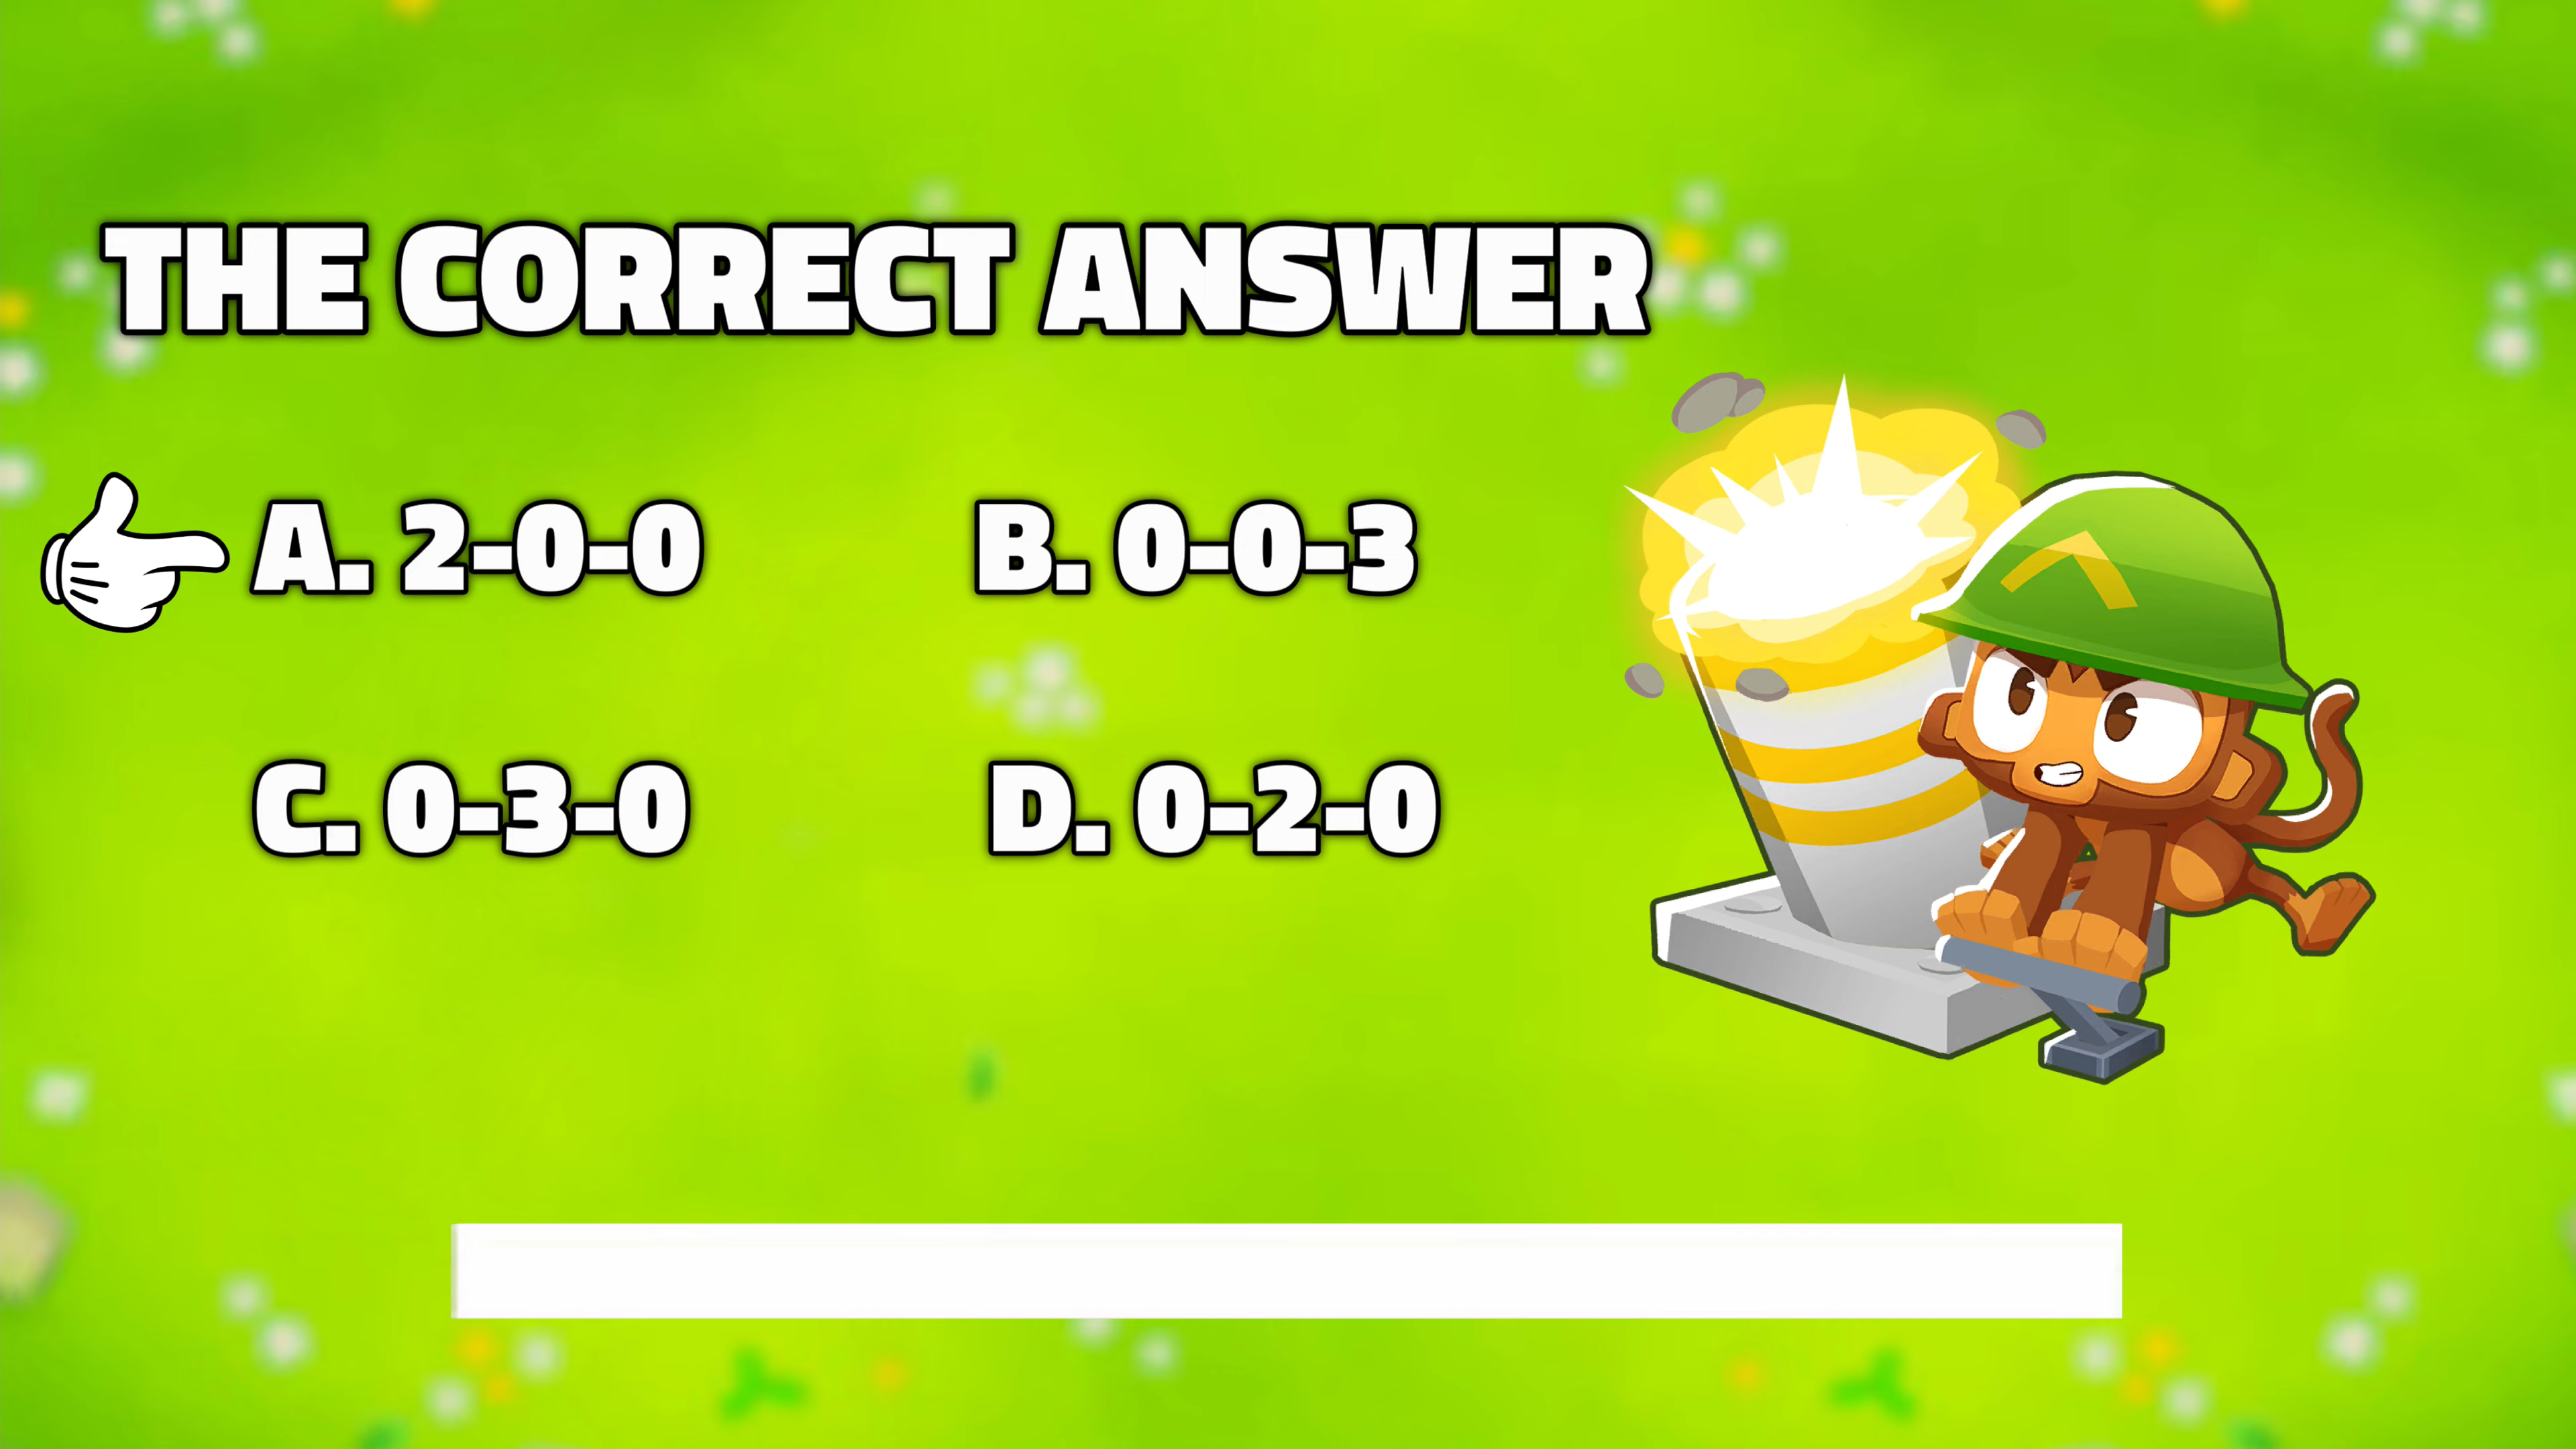 THE CORRECT ANSWER
A. 2-0-0
B. 0-0-3
C. 0-3-0
D. 0-2-0